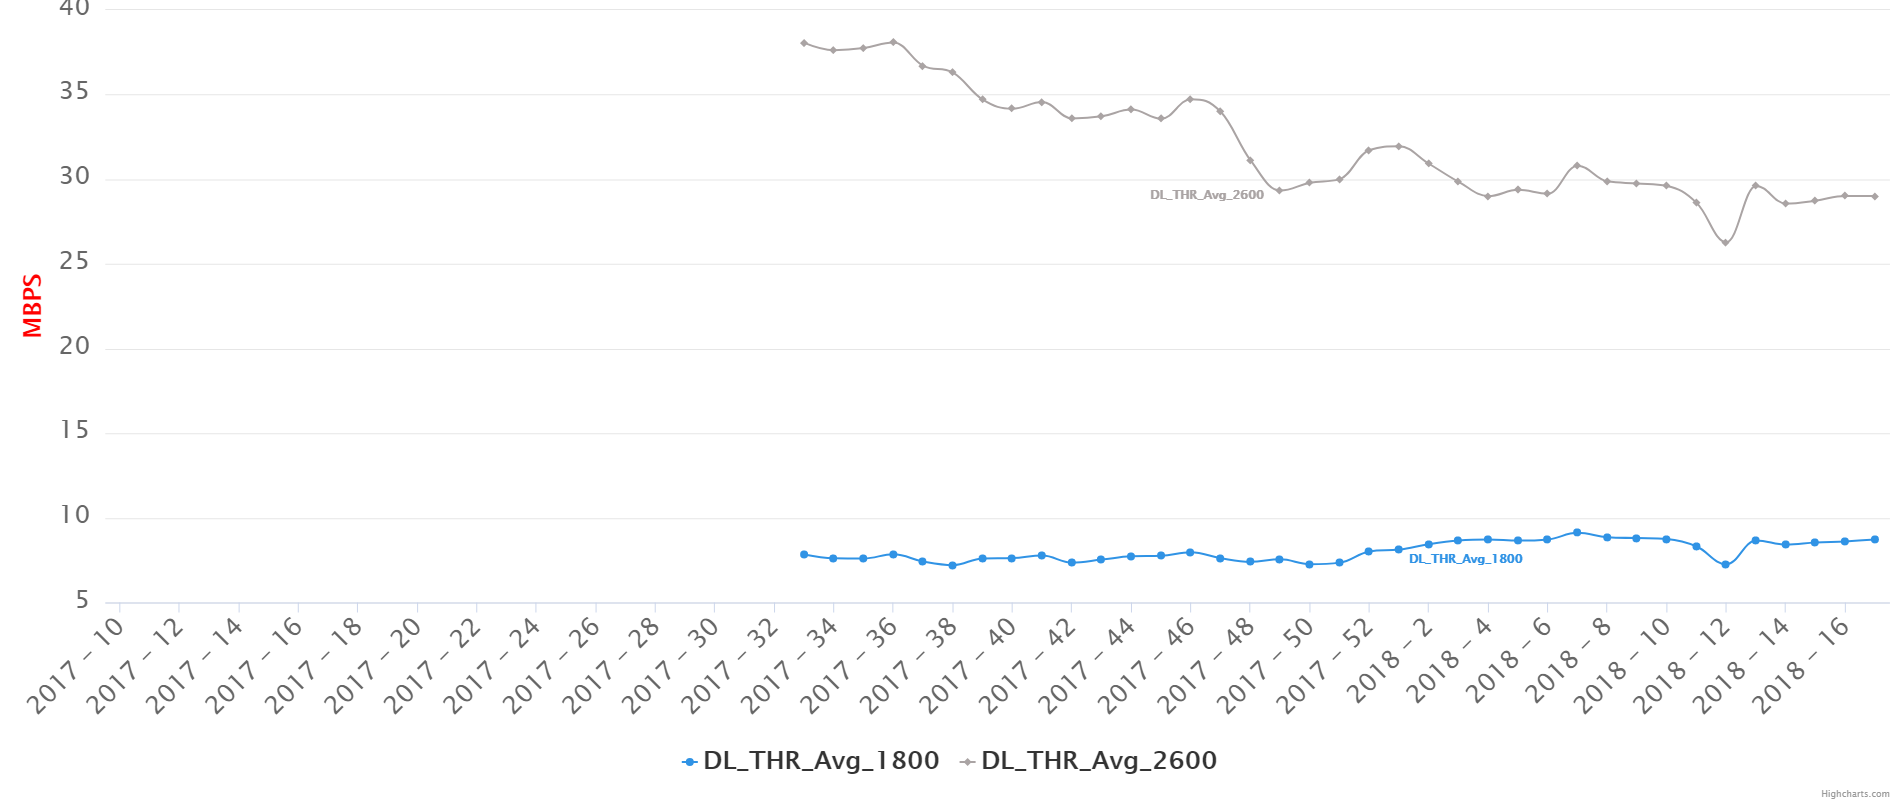 40
35
30
25
20
15
10
5
MBPS
DL_THR_Avg_2600
DL_THR_Avg_1800
2017 – 10
2017 – 12
2017 – 14
2017 – 16
2017 – 18
2017 – 20
2017 – 22
2017 – 24
2017 – 26
2017 – 28
2017 – 30
2017 – 32
2017 – 34
2017 – 36
2017 – 38
2017 – 40
2017 – 42
2017 – 44
2017 – 46
2017 – 48
2017 – 50
2017 – 52
2018 – 2
2018 – 4
2018 – 6
2018 – 8
2018 – 10
2018 – 12
2018 – 14
2018 – 16
DL_THR_Avg_1800 DL_THR_Avg_2600
Highcharts.com